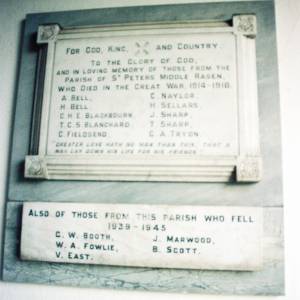 For God, King, and Country.
To the Glory of God,
and in loving memory of those from the
Parish of St Peters Middle Rasen,
Who Died in the Great War, 1914-1918.
A. Bell, C. Naylor,
H. Bell H. Sellars,
C. H. E. Blackbourn, J. Sharp,
T. C. S. Blanchard, T. Sharp,
C. Fieldsend, G. A. Tryon.
"Greater love hath no man than this, that a
man lay down his life for his friends"
Also of those from this parish who fell
1939-1945
C. W. Booth, J. Marwood,
W. A. Fowlie, B. Scott.
V. East.